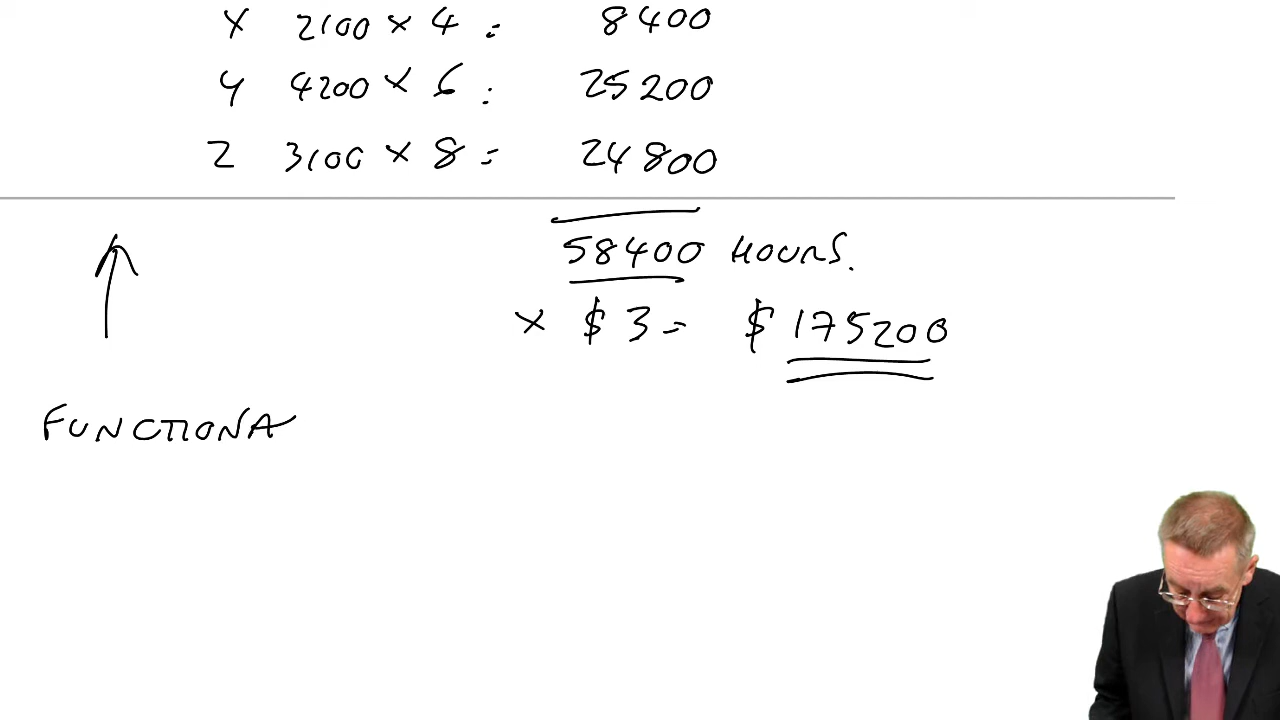 X 2100 × 4 = 8400
Y 4200 × 6 : 25200
Z 3100 × 8 = 24800
58400 HOURS.
× $ 3 = $ 175200
FUNCTIONA